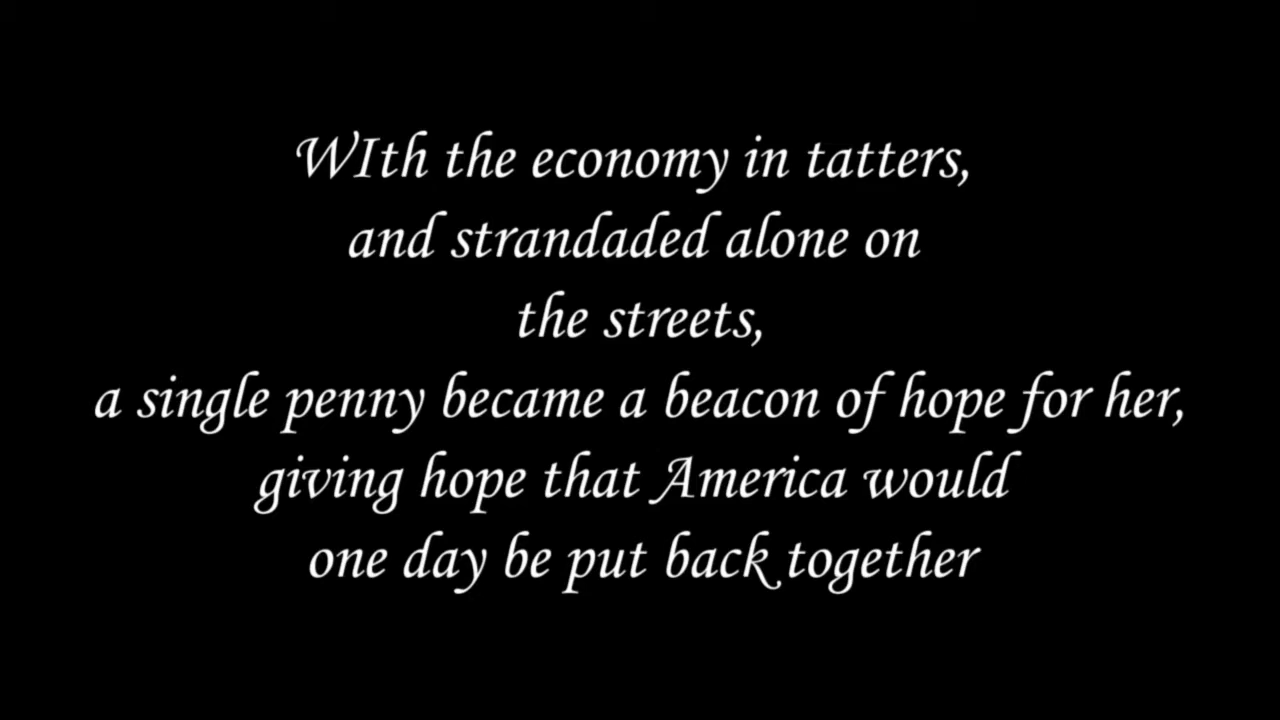 WIth the economy in tatters,
and strandaded alone on
the streets,
a single penny became a beacon of hope for her,
giving hope that America would
one day be put back together